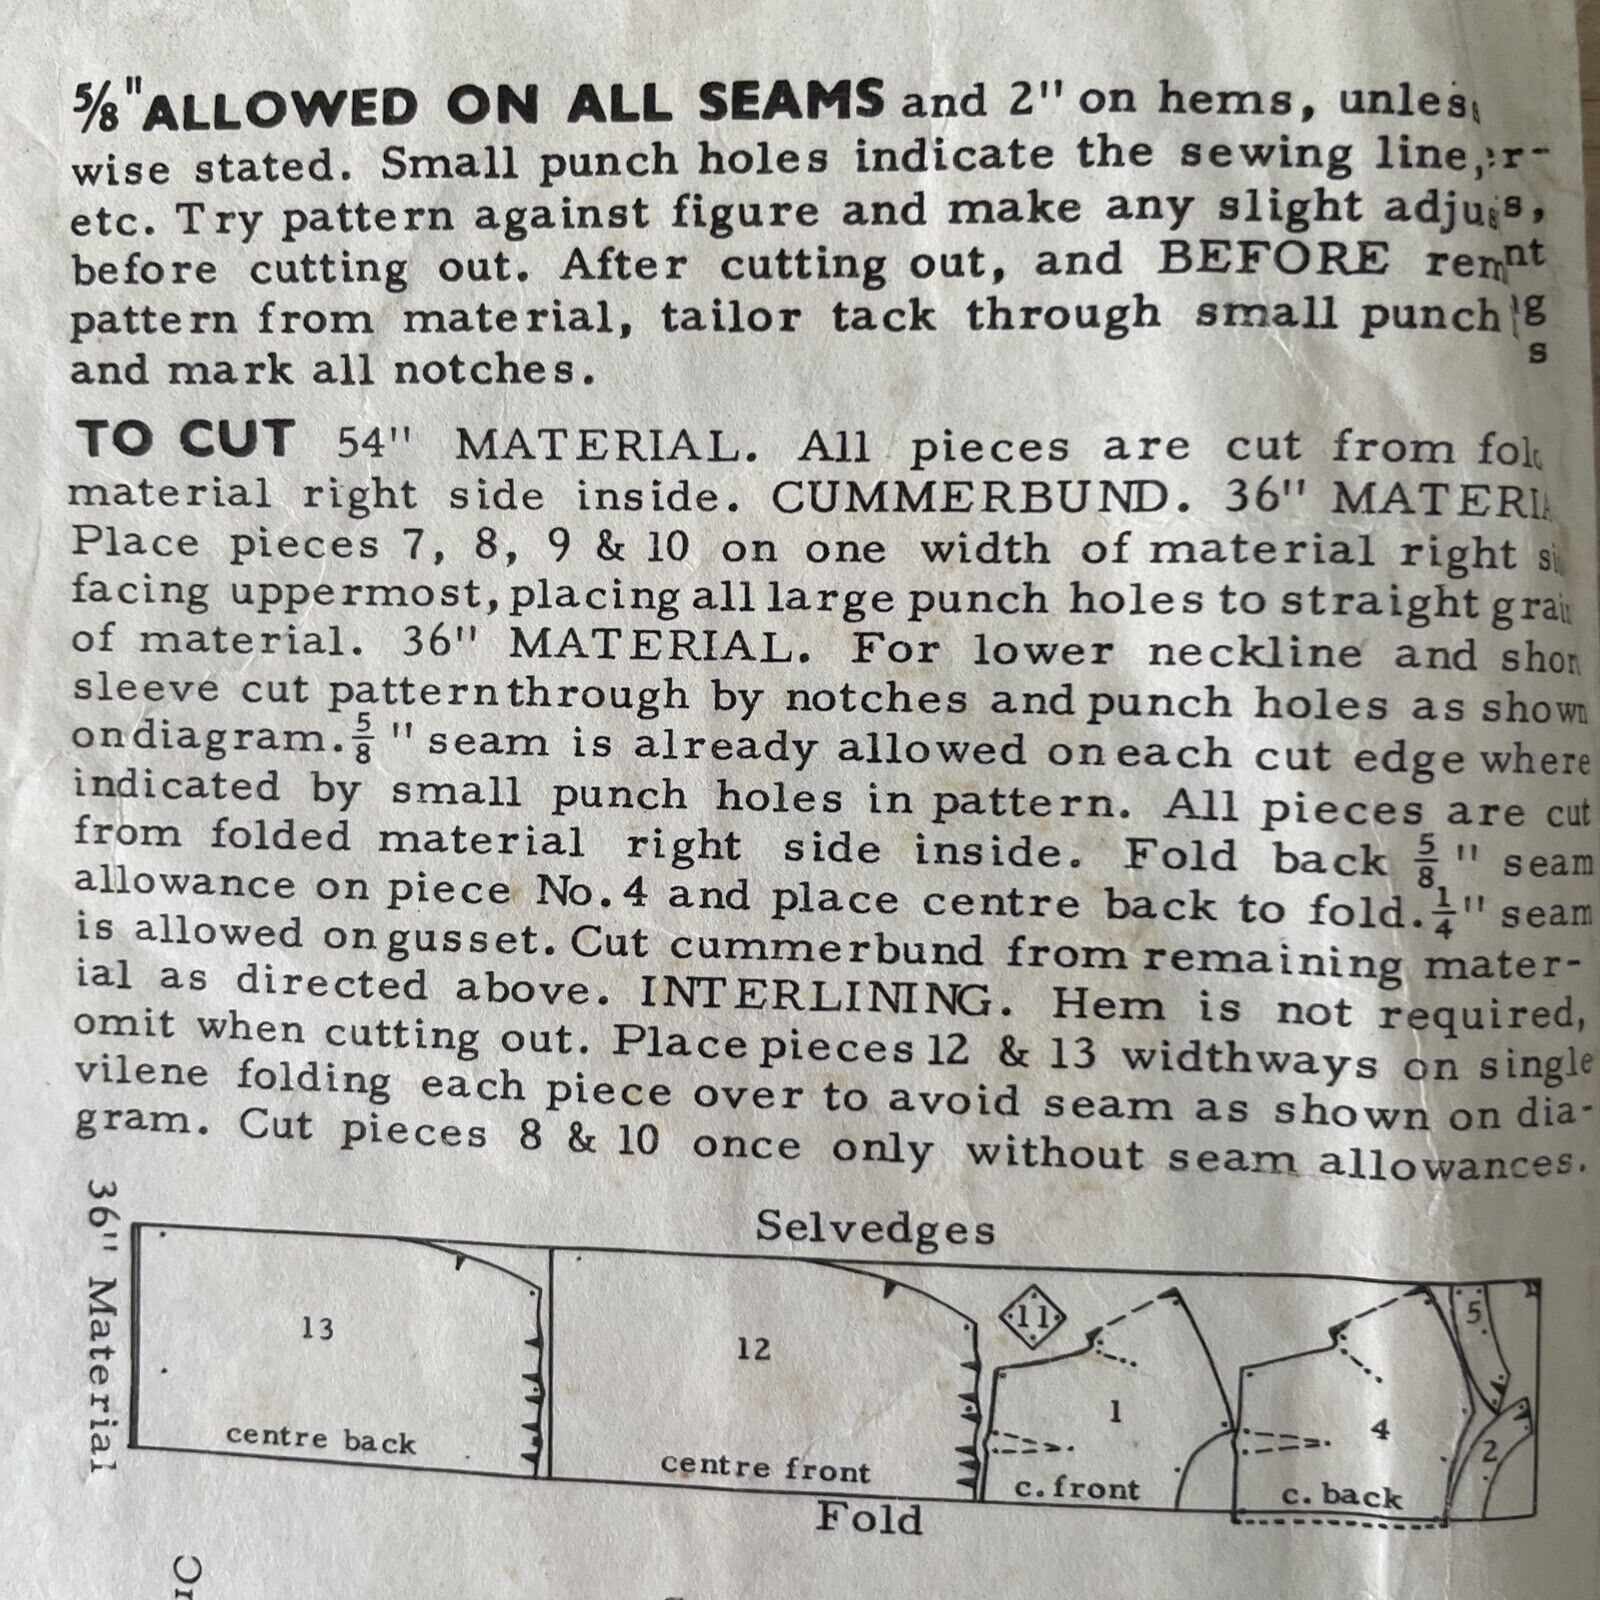 5/8" ALLOWED ON ALL SEAMS and 2" on hems,
wise stated. Small punch holes indicate the sewing line,
etc. Try pattern against figure and make any slight
before cutting out. After cutting out, and BEFORE
pattern from material, tailor tack through small punch
and mark all notches.
TO CUT 54" MATERIAL. All pieces are cut from
material right side inside. CUMMERBUND. 36"
Place pieces 7, 8, 9 & 10 on one width of material right
facing uppermost, placing all large punch holes to straight grain
of material. 36" MATERIAL. For lower neckline and
sleeve cut pattern through by notches and punch holes as shown
on diagram. 5/8" seam is already allowed on each cut edge where
indicated by small punch holes in pattern. All pieces are cut
from folded material right side inside. Fold back 5/8" seam
allowance on piece No. 4 and place centre back to fold. 1/4" seam
is allowed on gusset. Cut cummerbund from remaining mater-
ial as directed above. INTERLINING. Hem is not required,
omit when cutting out. Place pieces 12 & 13 widthways on single
vilene folding each piece over to avoid seam as shown on dia-
gram. Cut pieces 8 & 10 once only without seam allowances.
36" Material
Selvedges
13
centre back
12
centre front
11
1
c. front
4
c. back
5
2
Fold